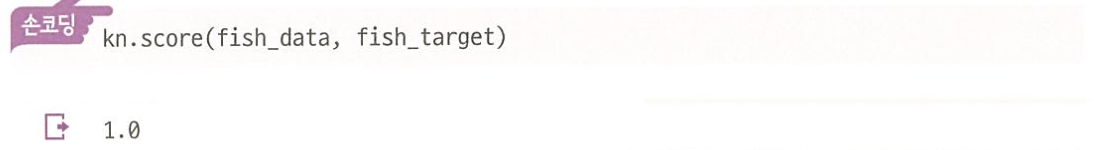 손코딩
kn.score(fish_data, fish_target)
1.0